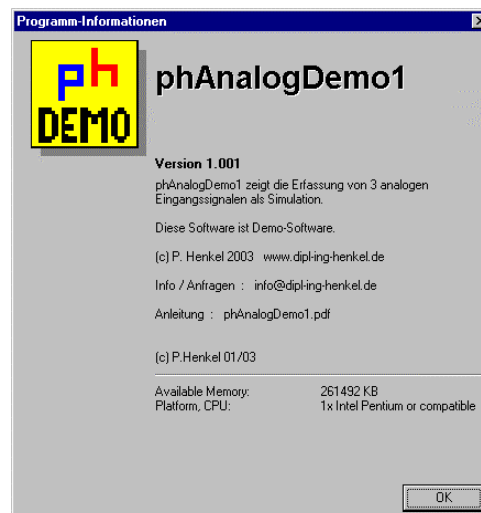 Programm-Informationen
ph
DEMO
phAnalogDemo1
Version 1.001
phAnalogDemo1 zeigt die Erfassung von 3 analogen
Eingangssignalen als Simulation.
Diese Software ist Demo-Software.
(c) P. Henkel 2003 www.dipl-ing-henkel.de
Info / Anfragen : info@dipl-ing-henkel.de
Anleitung : phAnalogDemo1.pdf
(c) P.Henkel 01/03
Available Memory: 261492 KB
Platform, CPU: 1x Intel Pentium or compatible
OK